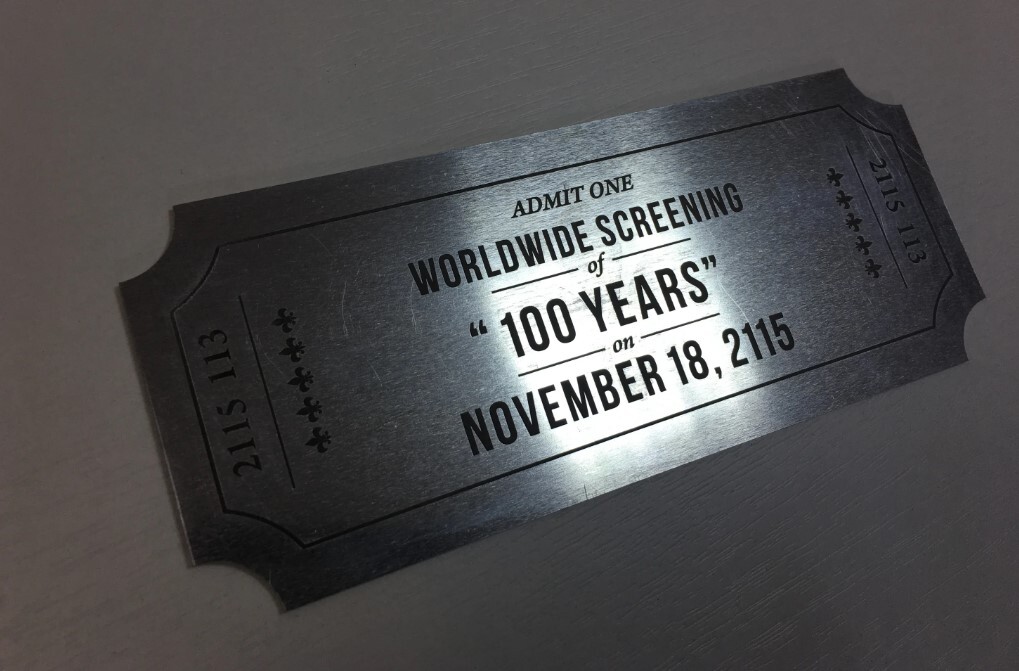 ADMIT ONE
WORLDWIDE SCREENING
of
“ 100 YEARS”
on
NOVEMBER 18, 2115
2115 113
2115 113